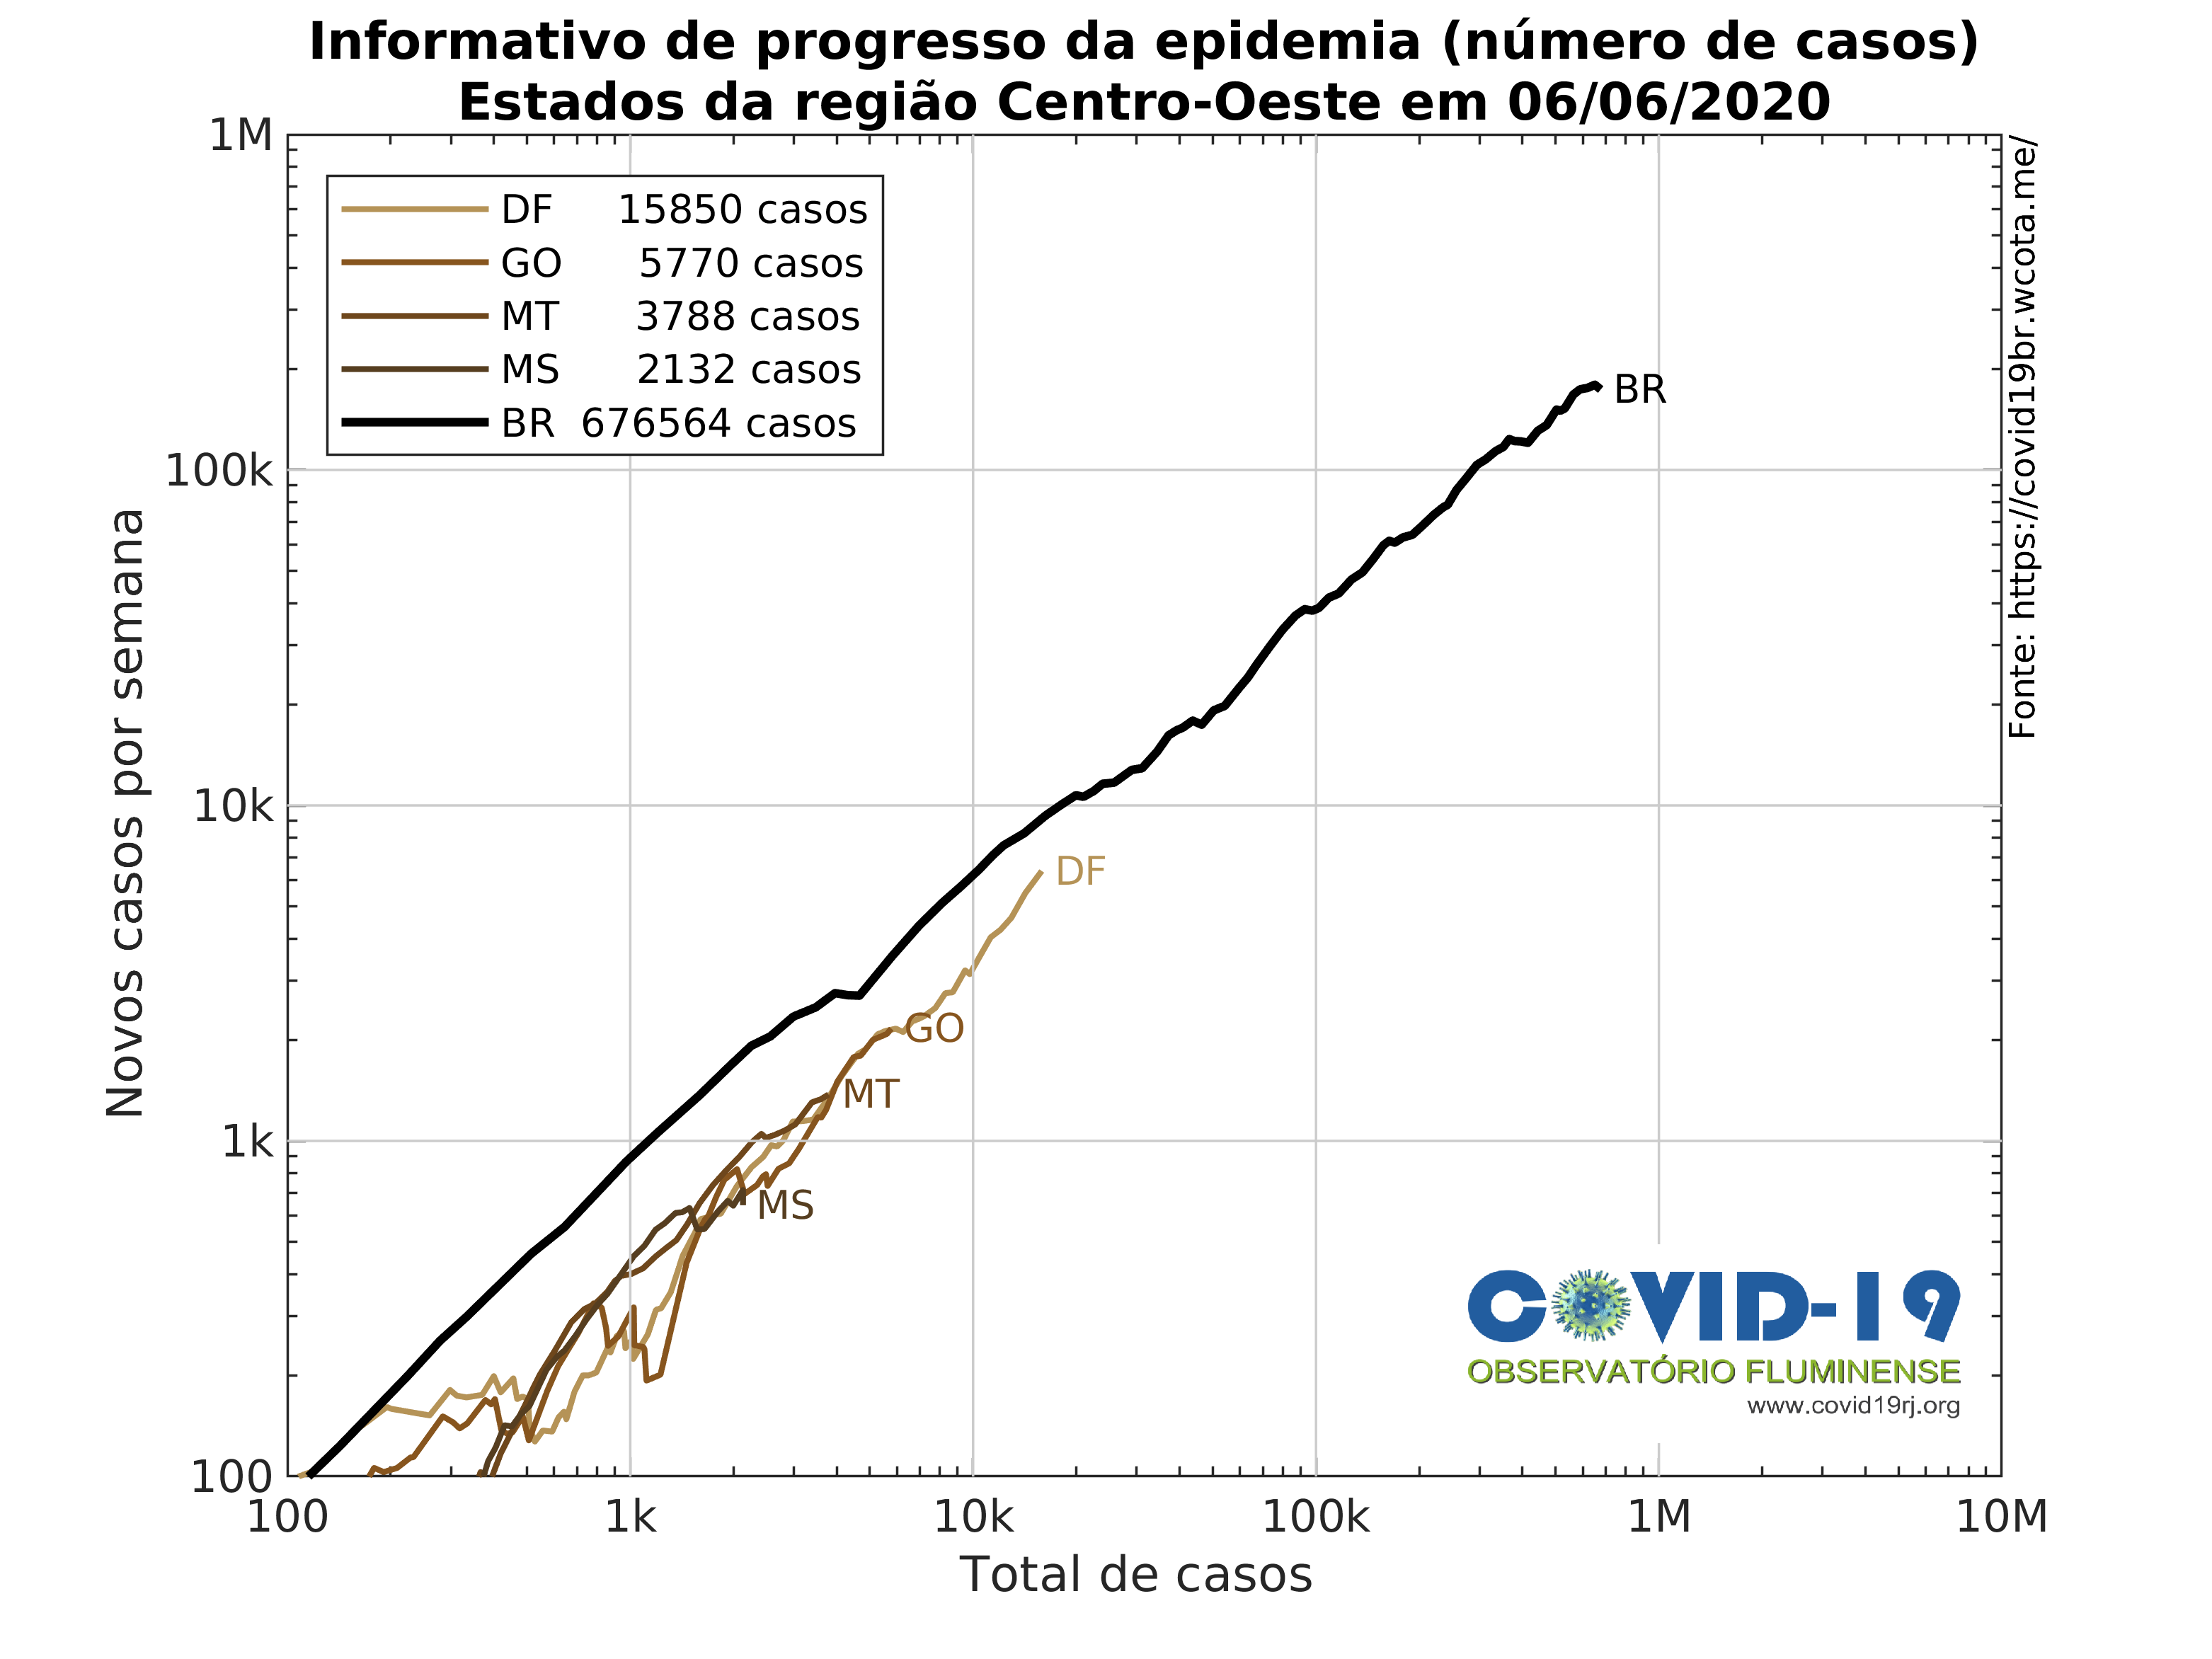 Informativo de progresso da epidemia (número de casos)
Estados da região Centro-Oeste em 06/06/2020
1M
100k
10k
1k
100
Novos casos por semana
DF 15850 casos
GO 5770 casos
MT 3788 casos
MS 2132 casos
BR 676564 casos
BR
DF
GO
MT
MS
Fonte: https://covid19br.wcota.me/
COVID-19
OBSERVATÓRIO FLUMINENSE
www.covid19rj.org
100 1k 10k 100k 1M 10M
Total de casos